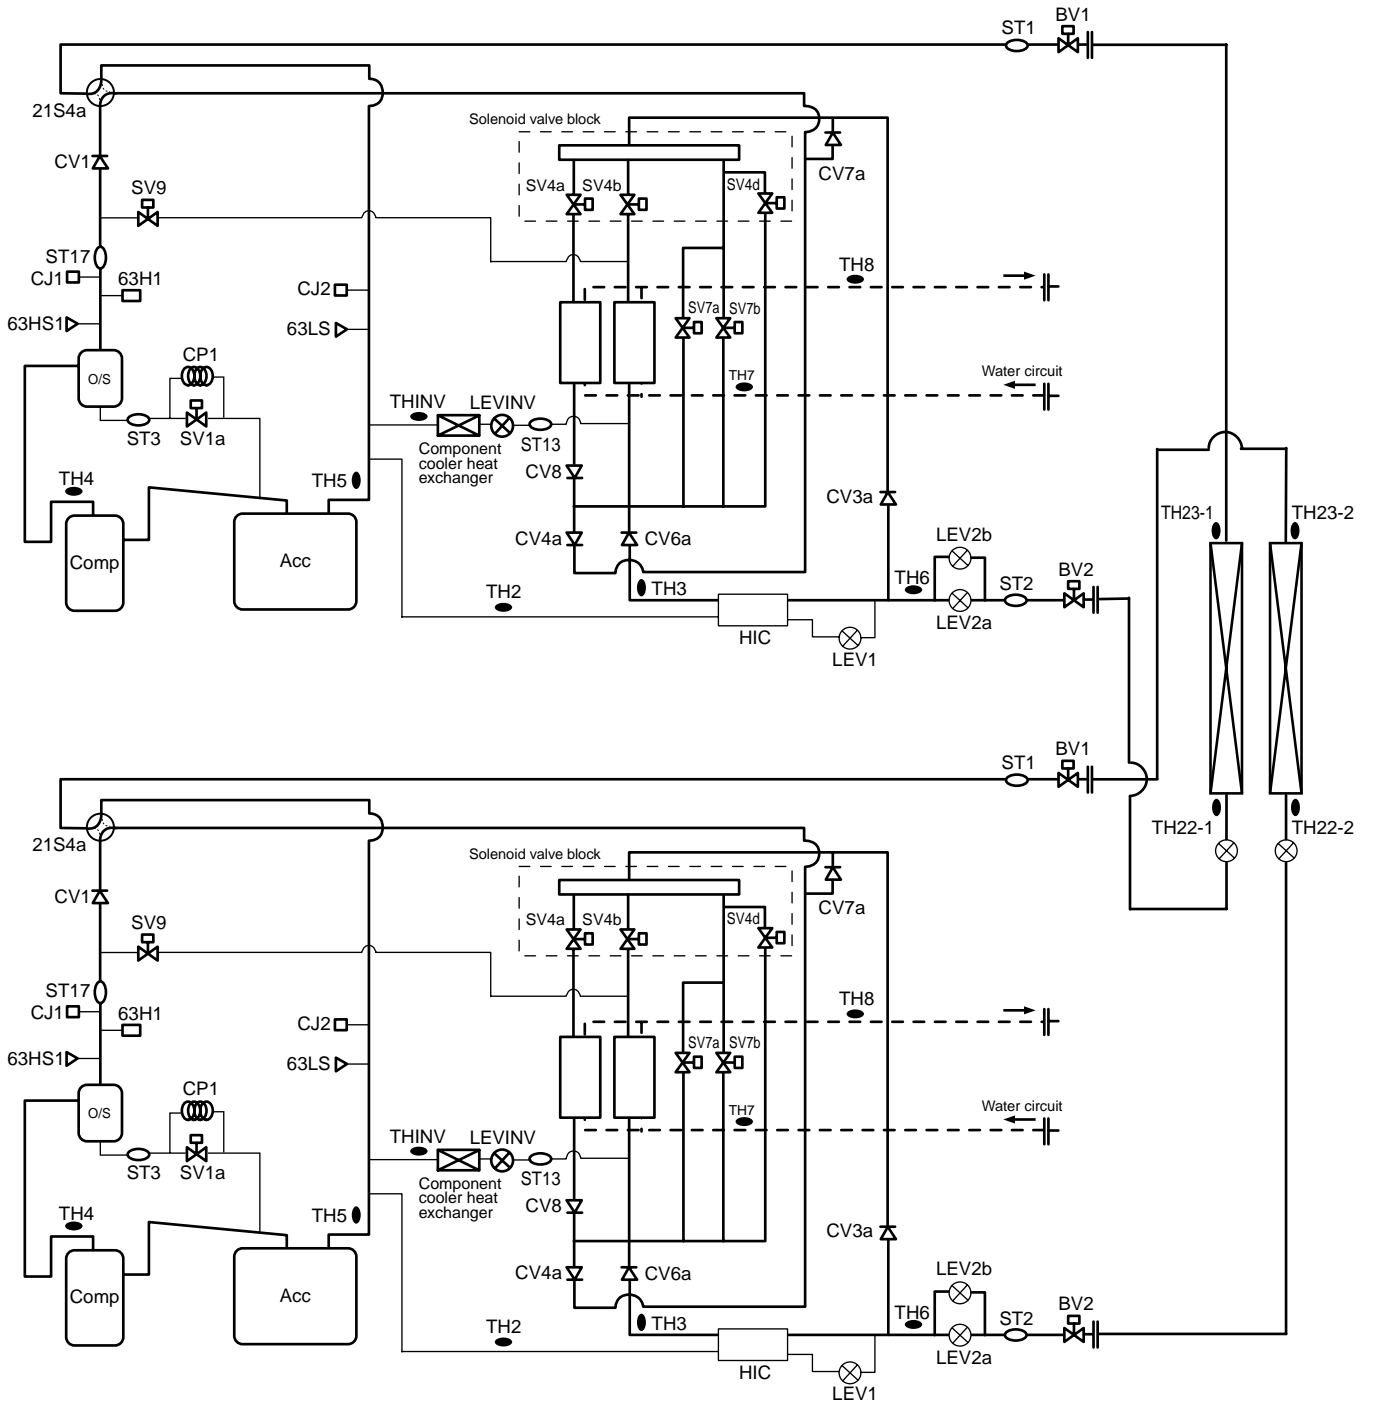 ST1
BV1
21S4a
Solenoid valve block
CV1
CV7a
SV9
SV4a
SV4b
SV4d
ST17
CJ1
63H1
CJ2
TH8
63HS1
63LS
SV7a
SV7b
O/S
CP1
TH7
Water circuit
ST3
SV1a
THINV
LEVINV
ST13
Component
cooler heat
exchanger
CV8
TH4
TH5
CV3a
TH23-1
TH23-2
Comp
Acc
CV4a
CV6a
LEV2b
TH2
TH3
TH6
ST2
BV2
LEV2a
HIC
LEV1
ST1
BV1
TH22-1
TH22-2
21S4a
Solenoid valve block
CV1
CV7a
SV9
SV4a
SV4b
SV4d
ST17
CJ1
63H1
CJ2
TH8
63HS1
63LS
SV7a
SV7b
O/S
CP1
TH7
Water circuit
ST3
SV1a
THINV
LEVINV
ST13
Component
cooler heat
exchanger
CV8
TH4
TH5
CV3a
Comp
Acc
CV4a
CV6a
LEV2b
TH2
TH3
TH6
ST2
BV2
LEV2a
HIC
LEV1